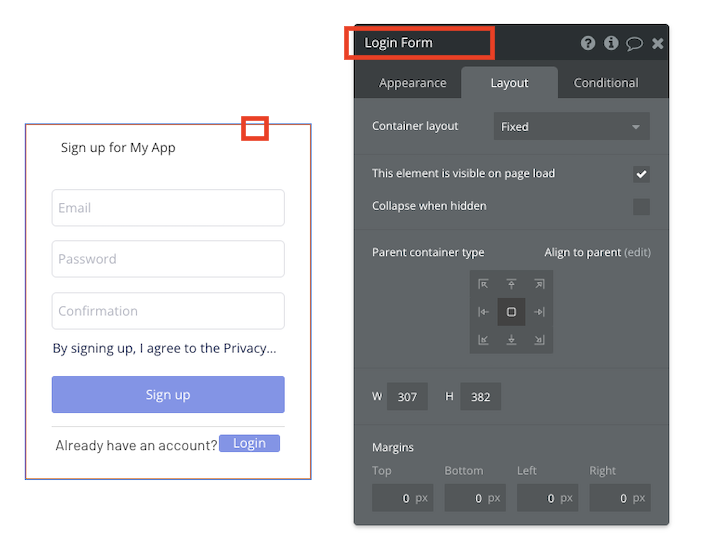 Sign up for My App
Email
Password
Confirmation
By signing up, I agree to the Privacy...
Sign up
Already have an account? Login
Login Form
Appearance Layout Conditional
Container layout Fixed
This element is visible on page load
Collapse when hidden
Parent container type Align to parent (edit)
W 307 H 382
Margins
Top Bottom Left Right
0 px 0 px 0 px 0 px